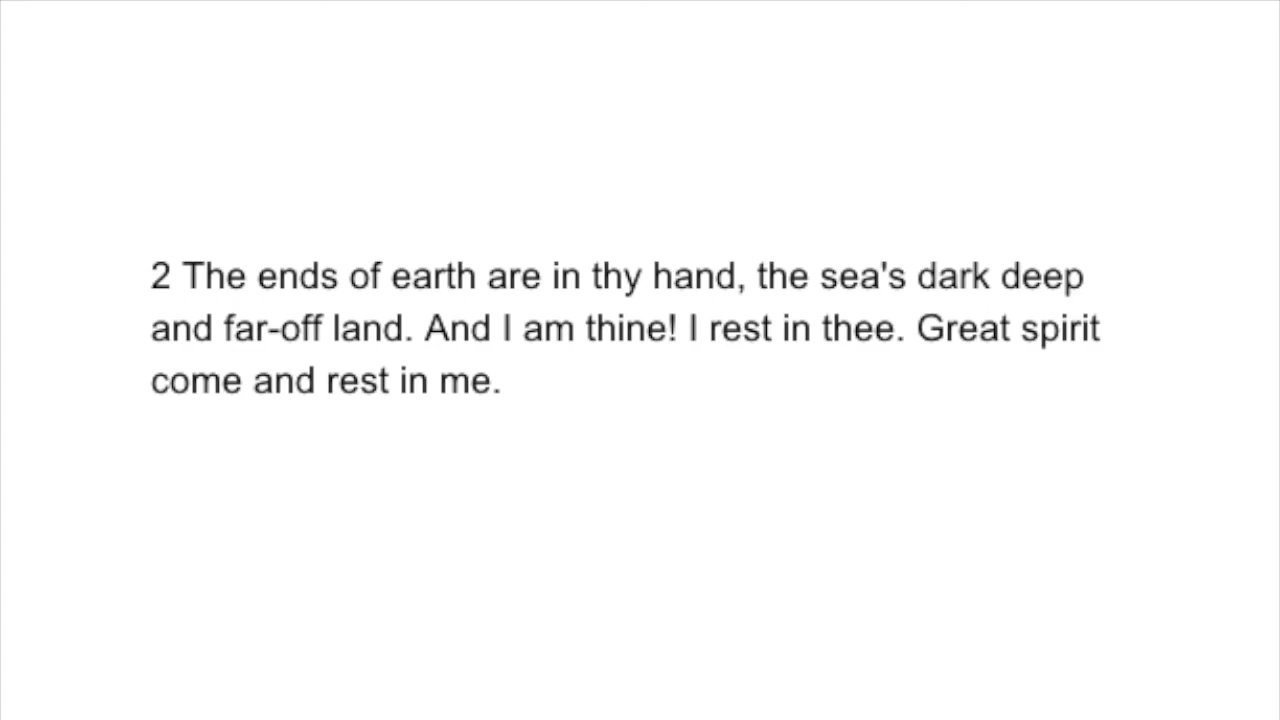 2 The ends of earth are in thy hand, the sea's dark deep
and far-off land. And I am thine! I rest in thee. Great spirit
come and rest in me.